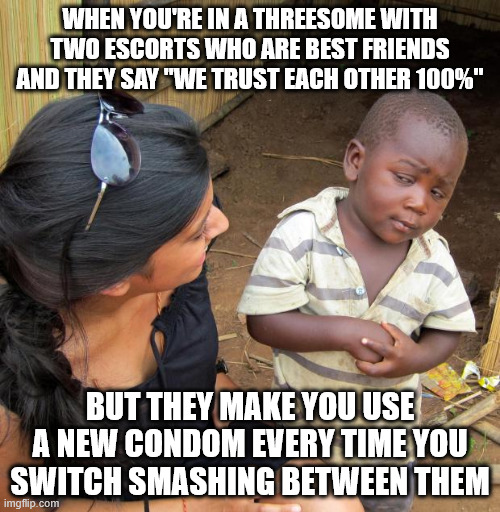 WHEN YOU'RE IN A THREESOME WITH
TWO ESCORTS WHO ARE BEST FRIENDS
AND THEY SAY "WE TRUST EACH OTHER 100%"
BUT THEY MAKE YOU USE
A NEW CONDOM EVERY TIME YOU
SWITCH SMASHING BETWEEN THEM
imgflip.com